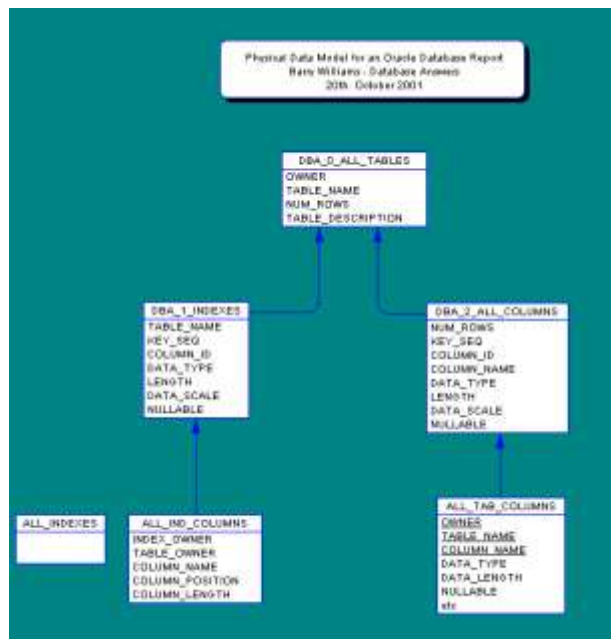 Physical Data Model for an Oracle Database Report
Barry Williams - Database Answers
20th October 2001
DBA_0_ALL_TABLES
OWNER
TABLE_NAME
NUM_ROWS
TABLE_DESCRIPTION
DBA_1_INDEXES
TABLE_NAME
KEY_SEQ
COLUMN_ID
DATA_TYPE
LENGTH
DATA_SCALE
NULLABLE
DBA_2_ALL_COLUMNS
NUM_ROWS
KEY_SEQ
COLUMN_ID
COLUMN_NAME
DATA_TYPE
LENGTH
DATA_SCALE
NULLABLE
ALL_INDEXES
ALL_IND_COLUMNS
INDEX_OWNER
TABLE_OWNER
COLUMN_NAME
COLUMN_POSITION
COLUMN_LENGTH
ALL_TAB_COLUMNS
OWNER
TABLE_NAME
COLUMN_NAME
DATA_TYPE
DATA_LENGTH
NULLABLE
etc